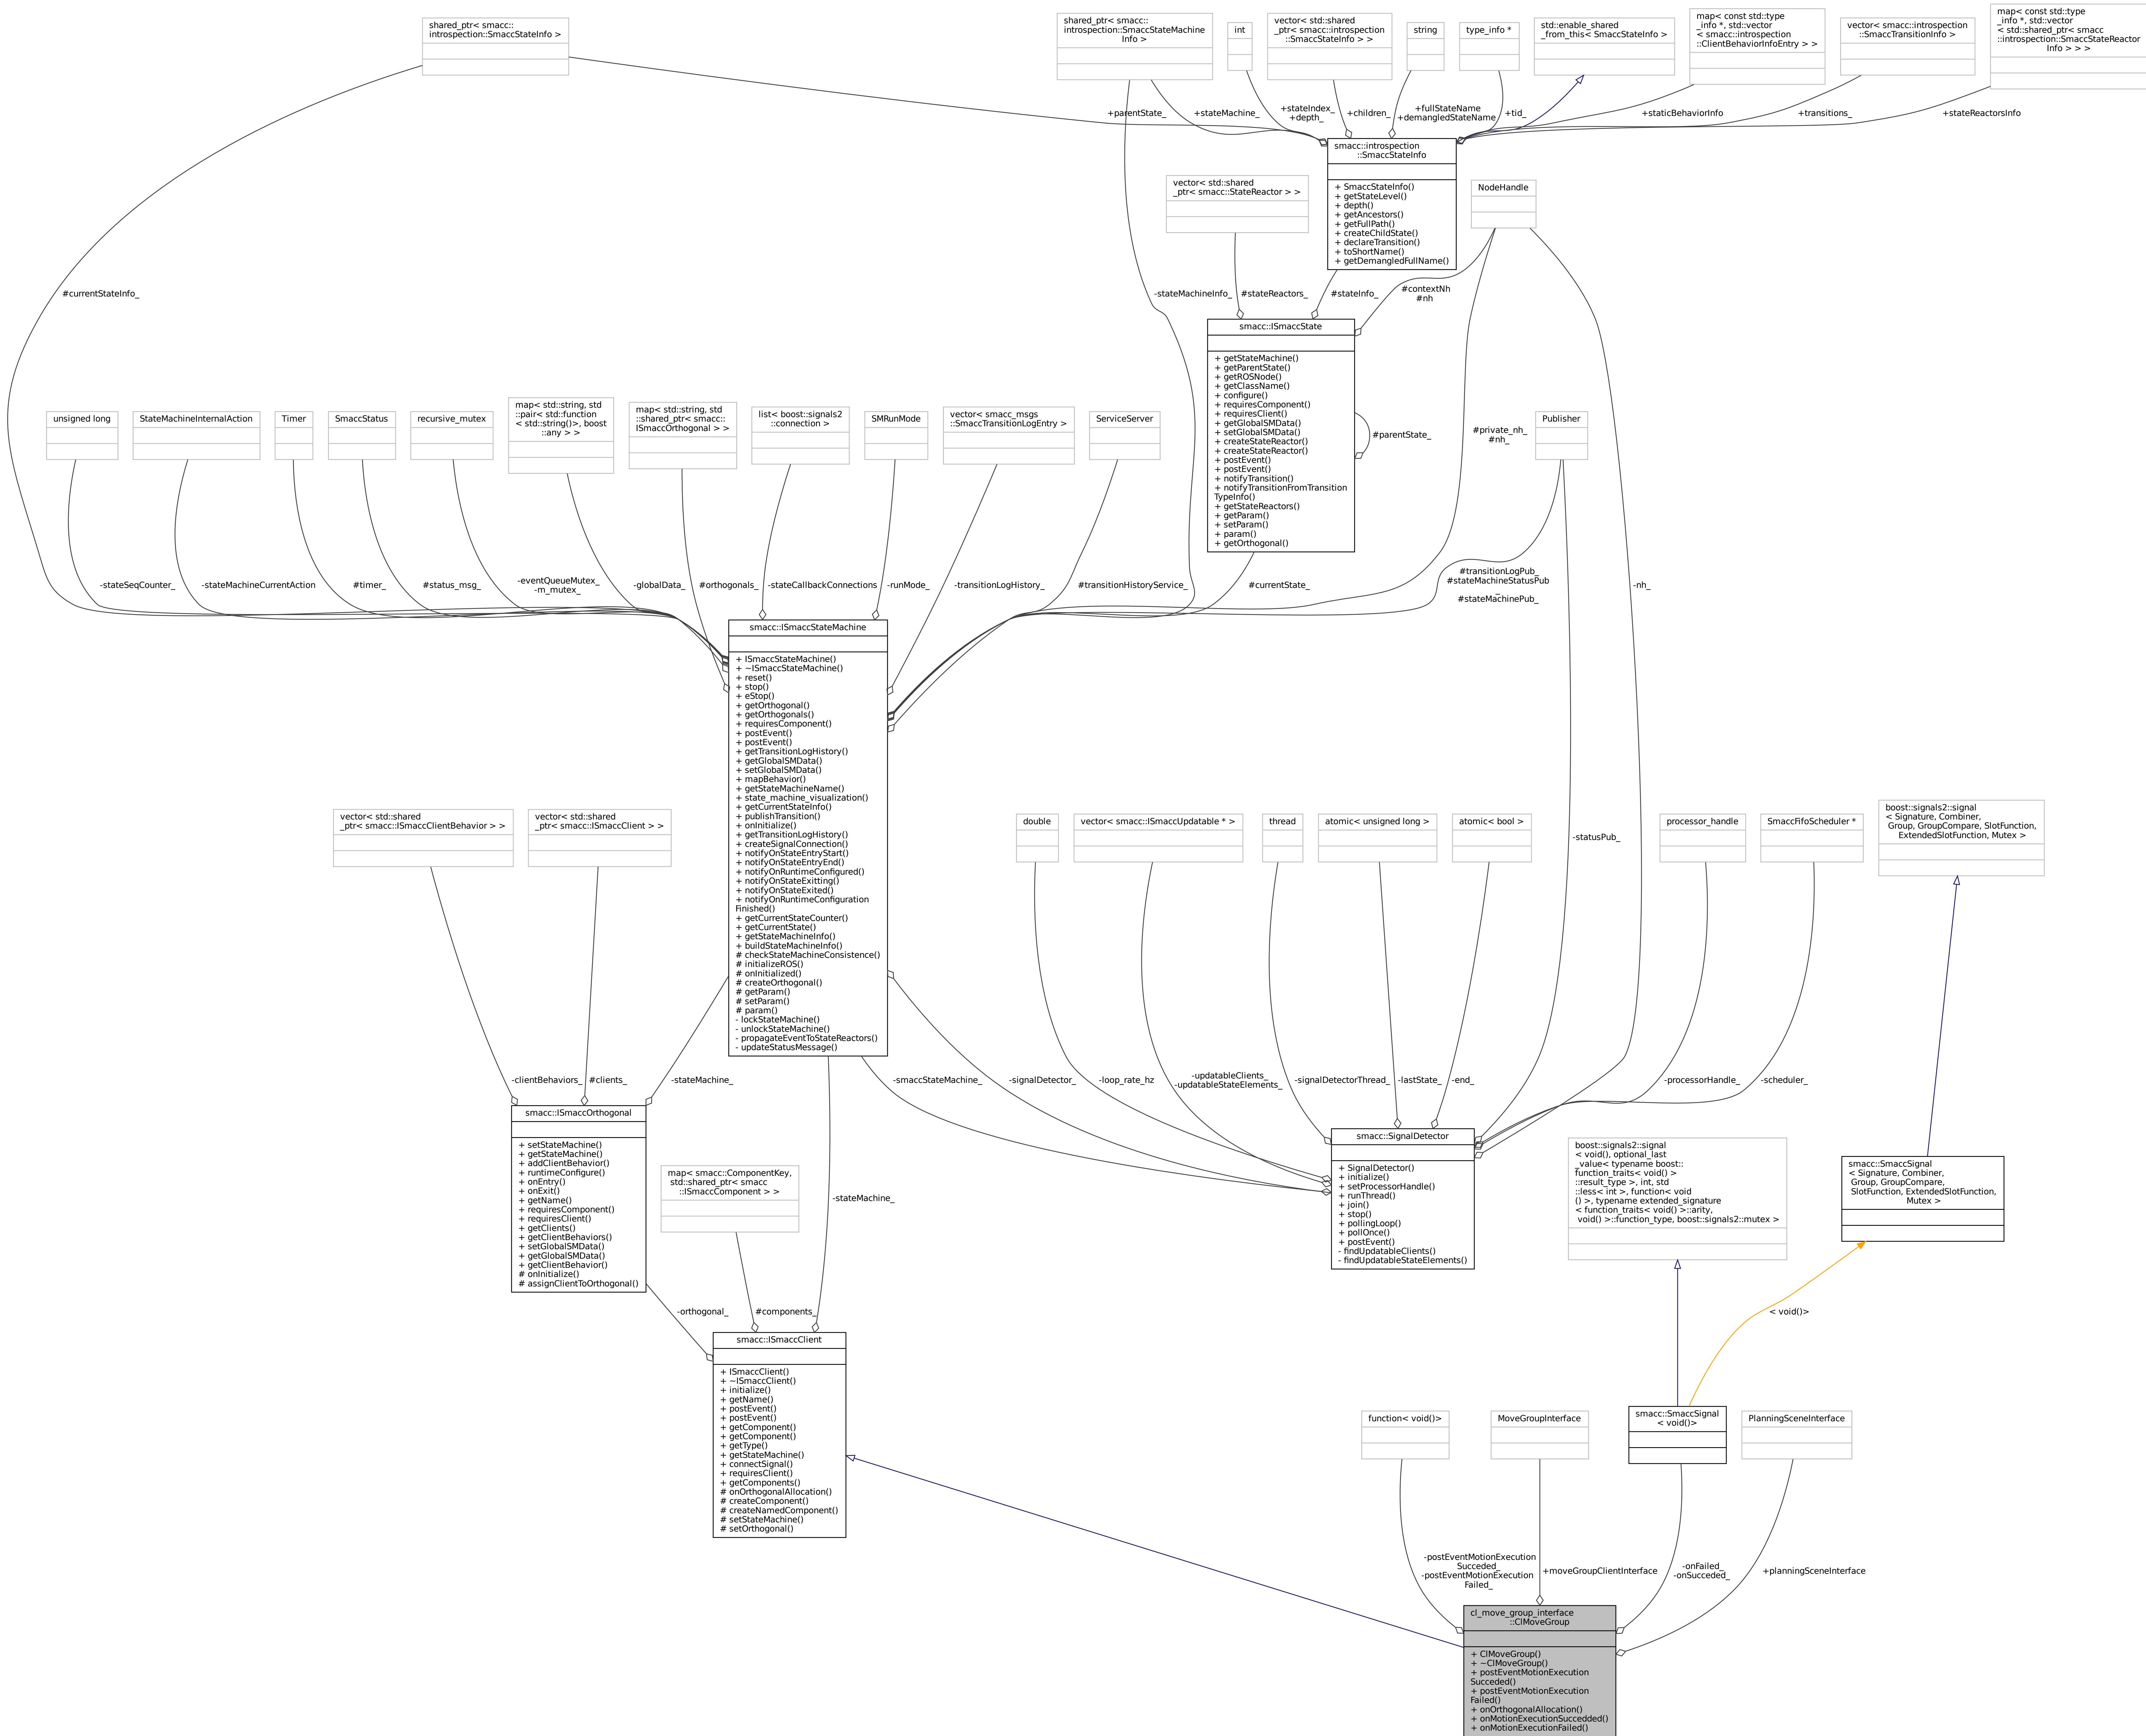 shared_ptr< smacc::
introspection::SmaccStateInfo >
shared_ptr< smacc::
introspection::SmaccStateMachine
Info >
int
vector< std::shared
_ptr< smacc::introspection
::SmaccStateInfo > >
string
type_info *
std::enable_shared
_from_this< SmaccStateInfo >
map< const std::type
_info *, std::vector
< smacc::introspection
::ClientBehaviorInfoEntry > >
vector< smacc::introspection
::SmaccTransitionInfo >
map< const std::type
_info *, std::vector
< std::shared_ptr< smacc
::introspection::SmaccStateReactor
Info > > >
+parentState_
+stateMachine_
+stateIndex_
+depth_
+children_
+fullStateName
+demangledStateName
+tid_
+staticBehaviorInfo
+transitions_
+stateReactorsInfo
smacc::introspection
::SmaccStateInfo
+ SmaccStateInfo()
+ getStateLevel()
+ depth()
+ getAncestors()
+ getFullPath()
+ createChildState()
+ declareTransition()
+ toShortName()
+ getDemangledFullName()
vector< std::shared
_ptr< smacc::StateReactor > >
NodeHandle
#currentStateInfo_
-stateMachineInfo_
#stateReactors_
#stateInfo_
#contextNh
#nh
smacc::ISmaccState
+ getStateMachine()
+ getParentState()
+ getROSNode()
+ getClassName()
+ configure()
+ requiresComponent()
+ requiresClient()
+ getGlobalSMData()
+ setGlobalSMData()
+ createStateReactor()
+ createStateReactor()
+ postEvent()
+ postEvent()
+ notifyTransition()
+ notifyTransitionFromTransition
TypeInfo()
+ getStateReactors()
+ getParam()
+ setParam()
+ param()
+ getOrthogonal()
#parentState_
#private_nh_
#nh_
Publisher
unsigned long
StateMachineInternalAction
Timer
SmaccStatus
recursive_mutex
map< std::string, std
::pair< std::function
< std::string()>, boost
::any > >
map< std::string, std
::shared_ptr< smacc::
ISmaccOrthogonal > >
list< boost::signals2
::connection >
SMRunMode
vector< smacc_msgs
::SmaccTransitionLogEntry >
ServiceServer
-stateSeqCounter_
-stateMachineCurrentAction
#timer_
#status_msg_
-eventQueueMutex_
-m_mutex_
-globalData_
#orthogonals_
-stateCallbackConnections
-runMode_
-transitionLogHistory_
#transitionHistoryService_
#currentState_
#transitionLogPub_
#stateMachineStatusPub
_
#stateMachinePub_
-nh_
smacc::ISmaccStateMachine
+ ISmaccStateMachine()
+ ~ISmaccStateMachine()
+ reset()
+ stop()
+ eStop()
+ getOrthogonal()
+ getOrthogonals()
+ requiresComponent()
+ postEvent()
+ postEvent()
+ getTransitionLogHistory()
+ getGlobalSMData()
+ setGlobalSMData()
+ mapBehavior()
+ getStateMachineName()
+ state_machine_visualization()
+ getCurrentStateInfo()
+ publishTransition()
+ onInitialize()
+ getTransitionLogHistory()
+ createSignalConnection()
+ notifyOnStateEntryStart()
+ notifyOnStateEntryEnd()
+ notifyOnRuntimeConfigured()
+ notifyOnStateExitting()
+ notifyOnStateExited()
+ notifyOnRuntimeConfiguration
Finished()
+ getCurrentStateCounter()
+ getCurrentState()
+ getStateMachineInfo()
+ buildStateMachineInfo()
# checkStateMachineConsistence()
# initializeROS()
# onInitialized()
# createOrthogonal()
# getParam()
# setParam()
# param()
- lockStateMachine()
- unlockStateMachine()
- propagateEventToStateReactors()
- updateStatusMessage()
vector< std::shared
_ptr< smacc::ISmaccClientBehavior > >
vector< std::shared
_ptr< smacc::ISmaccClient > >
double
vector< smacc::ISmaccUpdatable * >
thread
atomic< unsigned long >
atomic< bool >
-statusPub_
processor_handle
SmaccFifoScheduler *
boost::signals2::signal
< Signature, Combiner,
Group, GroupCompare, SlotFunction,
ExtendedSlotFunction, Mutex >
-clientBehaviors_
#clients_
-stateMachine_
-smaccStateMachine_
-signalDetector_
-loop_rate_hz
-updatableClients_
-updatableStateElements_
-signalDetectorThread_
-lastState_
-end_
-processorHandle_
-scheduler_
smacc::ISmaccOrthogonal
+ setStateMachine()
+ getStateMachine()
+ addClientBehavior()
+ runtimeConfigure()
+ onEntry()
+ onExit()
+ getName()
+ requiresComponent()
+ requiresClient()
+ getClients()
+ getClientBehaviors()
+ setGlobalSMData()
+ getGlobalSMData()
+ getClientBehavior()
# onInitialize()
# assignClientToOrthogonal()
map< smacc::ComponentKey,
std::shared_ptr< smacc
::ISmaccComponent > >
-stateMachine_
smacc::SignalDetector
+ SignalDetector()
+ initialize()
+ setProcessorHandle()
+ runThread()
+ join()
+ stop()
+ pollingLoop()
+ pollOnce()
+ postEvent()
- findUpdatableClients()
- findUpdatableStateElements()
boost::signals2::signal
< void(), optional_last
_value< typename boost::
function_traits< void() >
::result_type >, int, std
::less< int >, function< void
() >, typename extended_signature
< function_traits< void() >::arity,
void() >::function_type, boost::signals2::mutex >
smacc::SmaccSignal
< Signature, Combiner,
Group, GroupCompare,
SlotFunction, ExtendedSlotFunction,
Mutex >
-orthogonal_
#components_
< void()>
smacc::ISmaccClient
+ ISmaccClient()
+ ~ISmaccClient()
+ initialize()
+ getName()
+ postEvent()
+ postEvent()
+ getComponent()
+ getComponent()
+ getType()
+ getStateMachine()
+ connectSignal()
+ requiresClient()
+ getComponents()
# onOrthogonalAllocation()
# createComponent()
# createNamedComponent()
# setStateMachine()
# setOrthogonal()
function< void()>
MoveGroupInterface
smacc::SmaccSignal
< void()>
PlanningSceneInterface
-postEventMotionExecution
Succeded_
-postEventMotionExecution
Failed_
+moveGroupClientInterface
-onFailed_
-onSucceded_
+planningSceneInterface
cl_move_group_interface
::ClMoveGroup
+ ClMoveGroup()
+ ~ClMoveGroup()
+ postEventMotionExecution
Succeded()
+ postEventMotionExecution
Failed()
+ onOrthogonalAllocation()
+ onMotionExecutionSuccedded()
+ onMotionExecutionFailed()